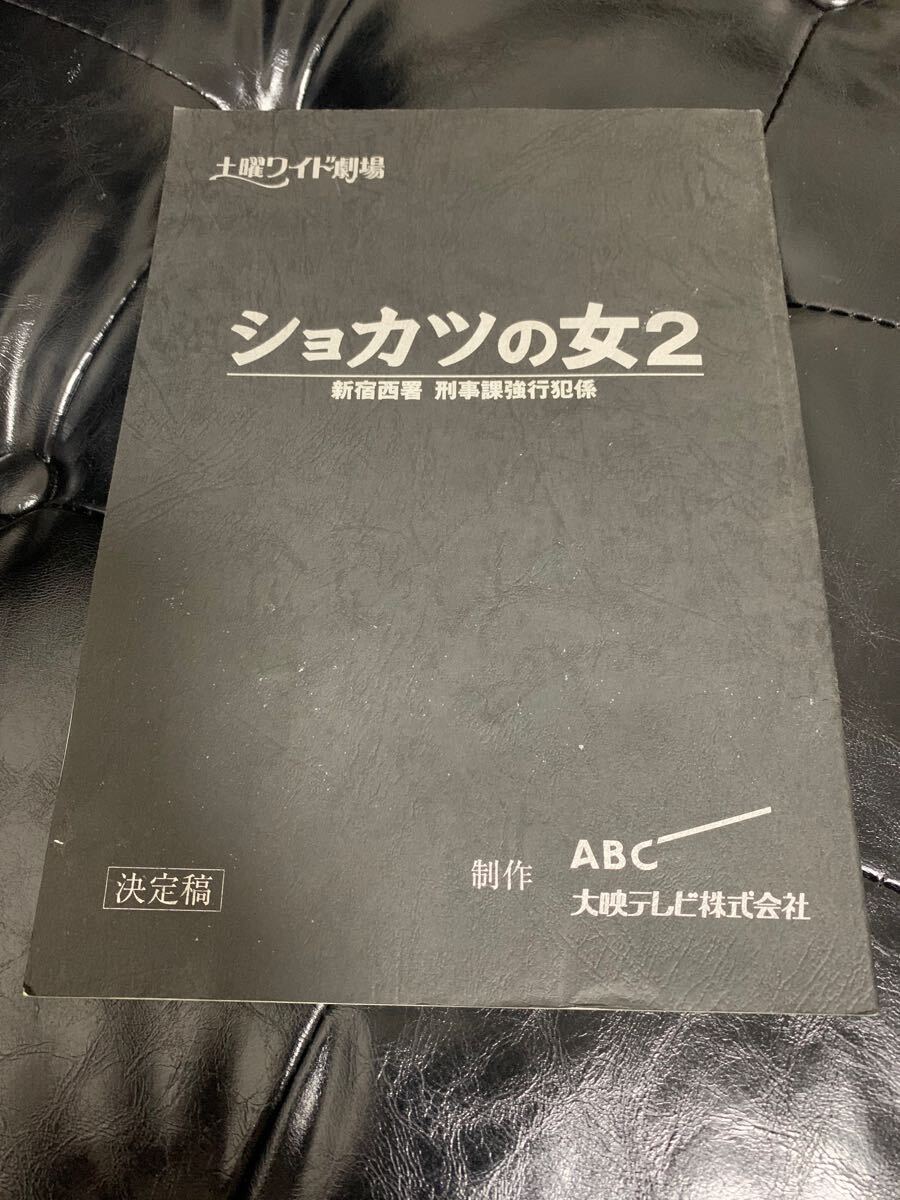 土曜ワイド劇場
ショカツの女2
新宿西署 刑事課強行犯係
決定稿
制作 ABC
大映テレビ株式会社